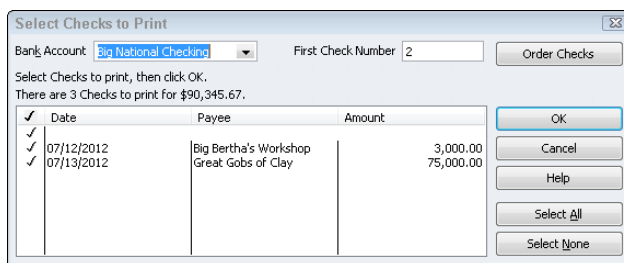 Select Checks to Print
Bank Account Big National Checking First Check Number 2 Order Checks
Select Checks to print, then click OK.
There are 3 Checks to print for $90,345.67.
✓ Date Payee Amount OK
✓
✓ 07/12/2012 Big Bertha's Workshop 3,000.00 Cancel
✓ 07/13/2012 Great Gobs of Clay 75,000.00
Help
Select All
Select None